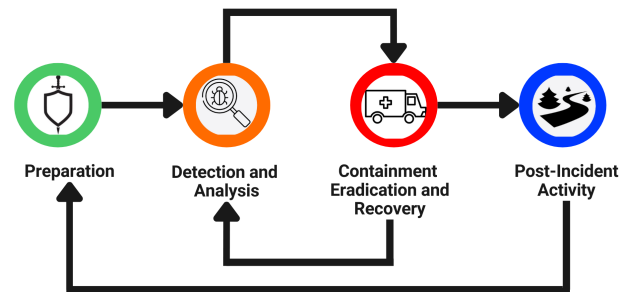 Preparation
Detection and
Analysis
Containment
Eradication and
Recovery
Post-Incident
Activity